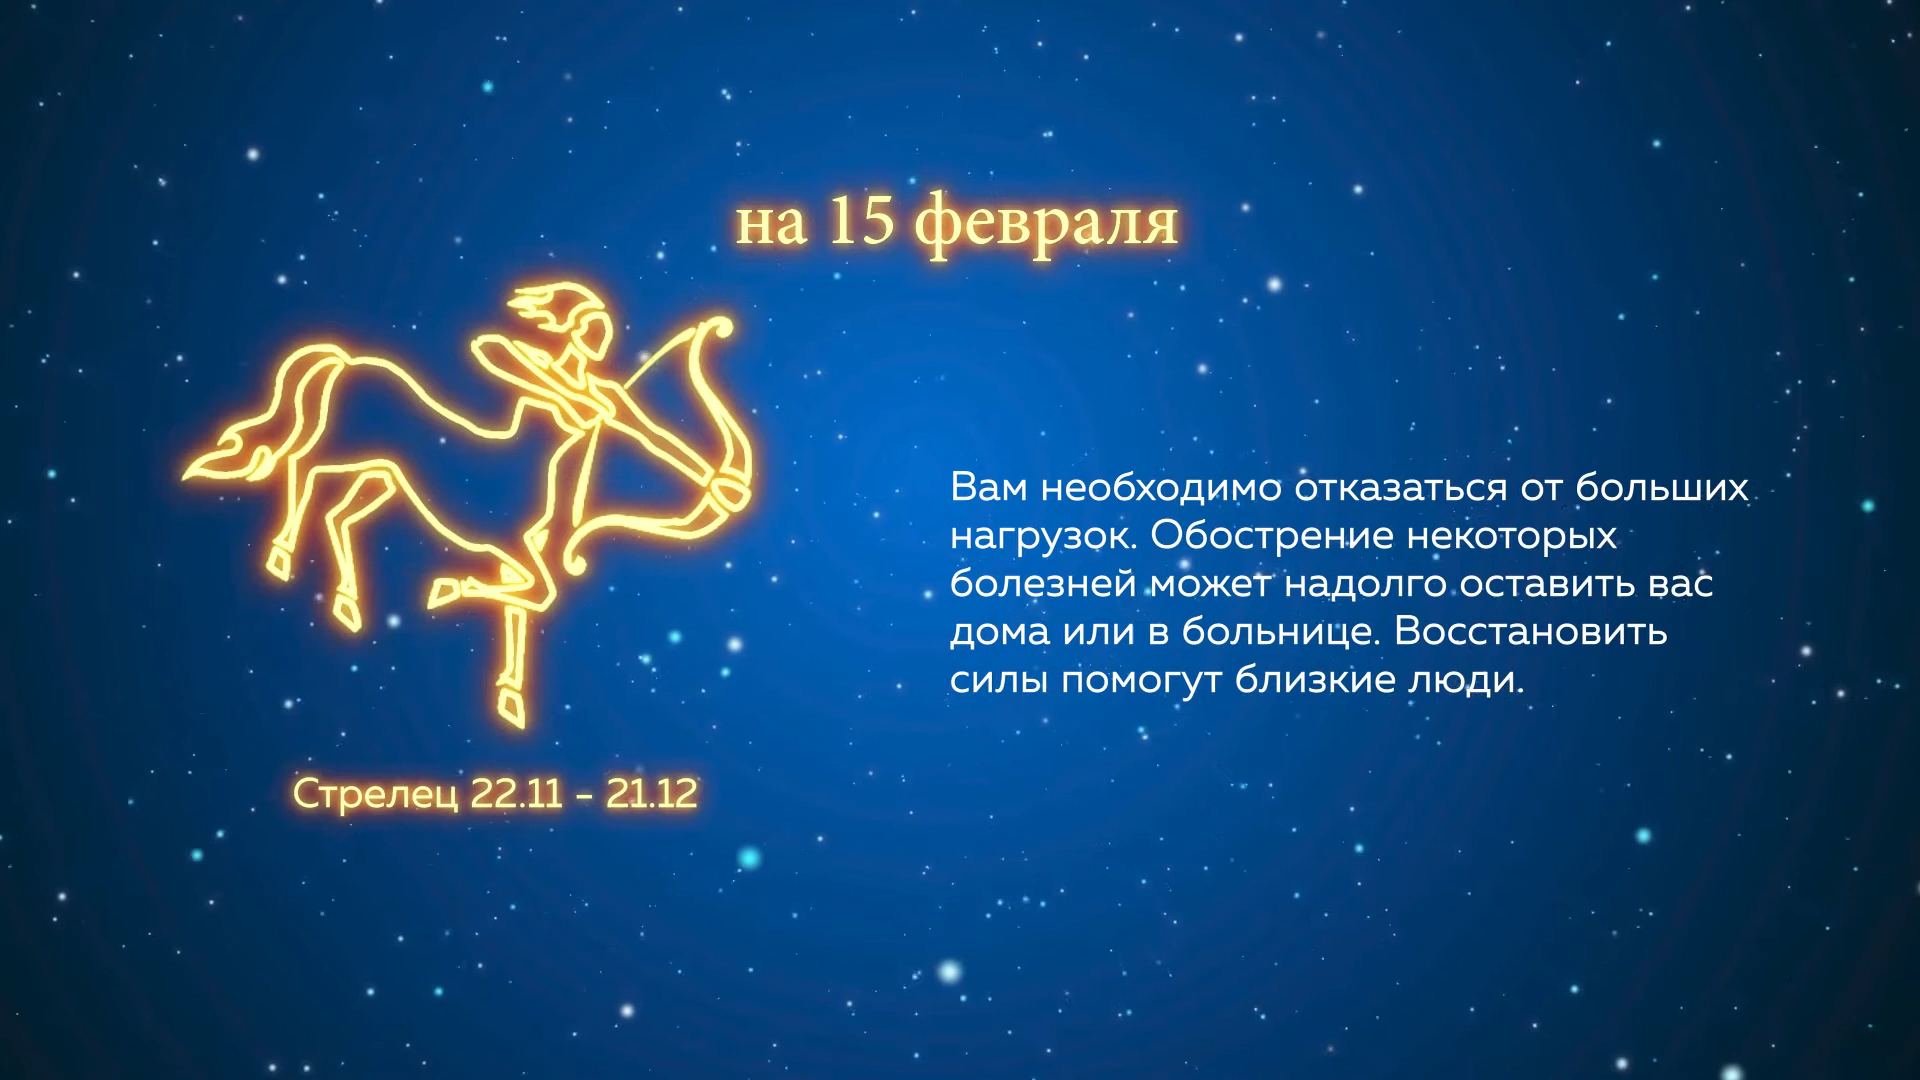 на 15 февраля
Вам необходимо отказаться от больших
нагрузок. Обострение некоторых
болезней может надолго оставить вас
дома или в больнице. Восстановить
силы помогут близкие люди.
Стрелец 22.11 - 21.12